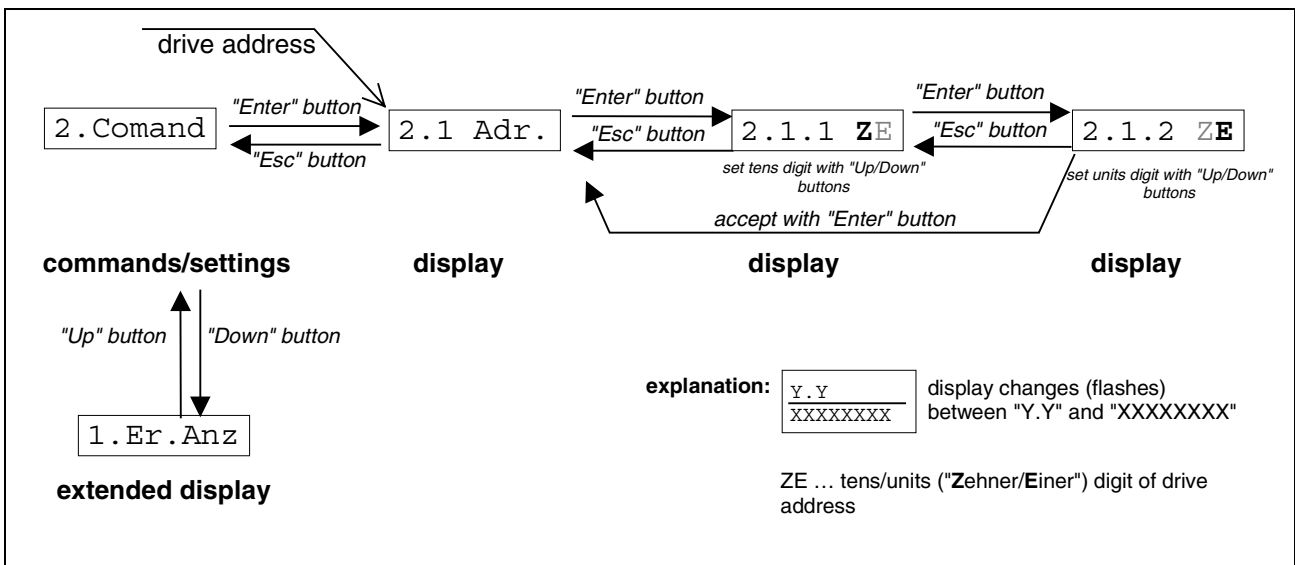 drive address
2.Comand
"Enter" button
"Esc" button
2.1 Adr.
"Enter" button
"Esc" button
2.1.1 ZE
set tens digit with "Up/Down"
buttons
"Enter" button
"Esc" button
2.1.2 ZE
set units digit with "Up/Down"
buttons
accept with "Enter" button
commands/settings
display
display
display
"Up" button
"Down" button
1.Er.Anz
extended display
explanation:
Y.Y
XXXXXXXX
display changes (flashes)
between "Y.Y" and "XXXXXXXX"
ZE … tens/units ("Zehner/Einer") digit of drive
address